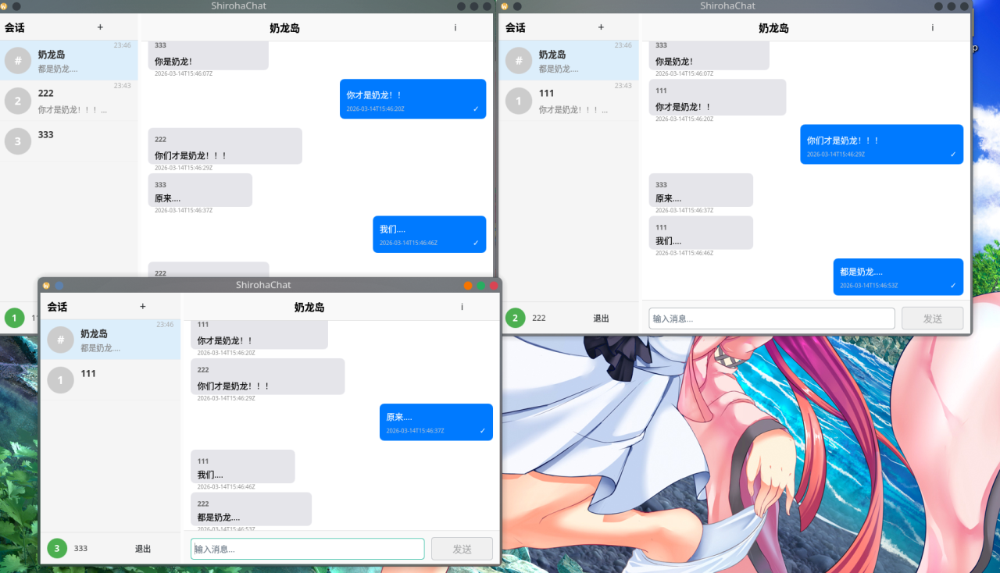 ShirohaChat
会话
+
奶龙岛
i
#
奶龙岛
23:46
都是奶龙....
2
222
23:43
你才是奶龙！！！...
3
333
333
你是奶龙！
2026-03-14T15:46:07Z
你才是奶龙！！
2026-03-14T15:46:20Z ✓
222
你们才是奶龙！！！
2026-03-14T15:46:29Z
333
原来....
2026-03-14T15:46:37Z
我们....
2026-03-14T15:46:46Z ✓
222
1
ShirohaChat
会话
+
奶龙岛
i
#
奶龙岛
23:46
都是奶龙....
1
111
23:43
你才是奶龙！！！...
333
你是奶龙！
2026-03-14T15:46:07Z
111
你才是奶龙！！
2026-03-14T15:46:20Z
你们才是奶龙！！！
2026-03-14T15:46:29Z ✓
333
原来....
2026-03-14T15:46:37Z
111
我们....
2026-03-14T15:46:46Z
都是奶龙....
2026-03-14T15:46:53Z ✓
2
222
退出
输入消息...
发送
ShirohaChat
会话
+
奶龙岛
i
#
奶龙岛
23:46
都是奶龙....
1
111
111
你才是奶龙！！
2026-03-14T15:46:20Z
222
你们才是奶龙！！！
2026-03-14T15:46:29Z
原来....
2026-03-14T15:46:37Z ✓
111
我们....
2026-03-14T15:46:46Z
222
都是奶龙....
2026-03-14T15:46:53Z
3
333
退出
输入消息...
发送